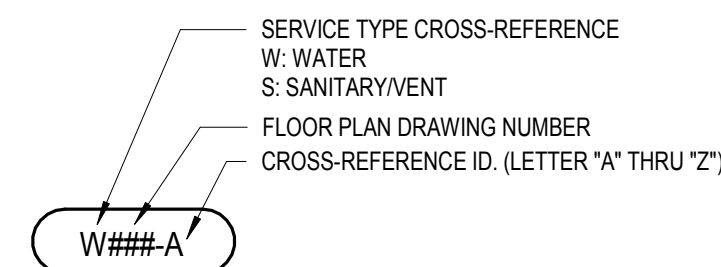 SERVICE TYPE CROSS-REFERENCE
W: WATER
S: SANITARY/VENT
FLOOR PLAN DRAWING NUMBER
CROSS-REFERENCE ID. (LETTER "A" THRU "Z")
W###-A